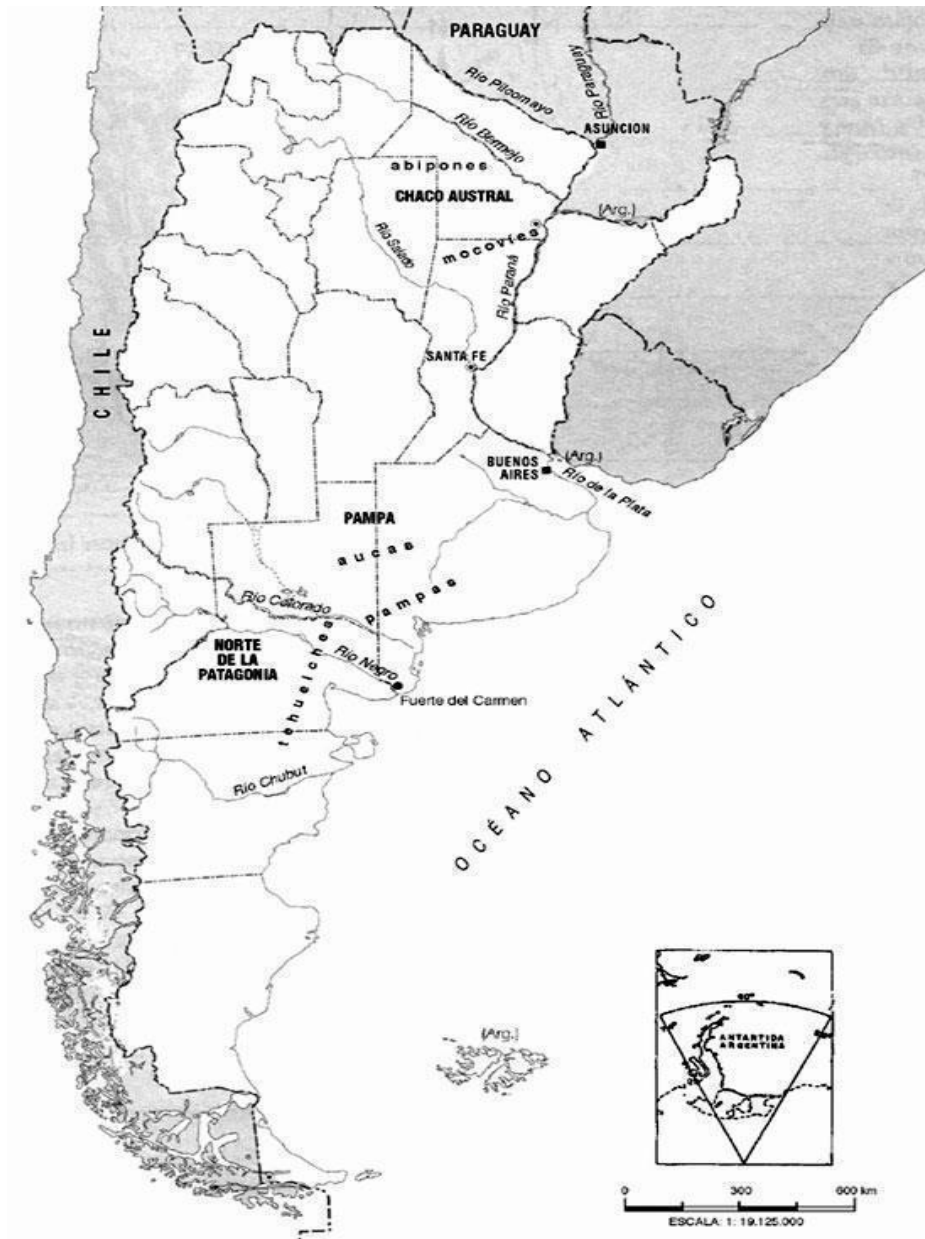 PARAGUAY
Río Pilcomayo
Río Paraguay
ASUNCION
Río Bermejo
abipones
CHACO AUSTRAL
(Arg.)
mocovíes
Río Salado
Río Paraná
SANTA FE
CHILE
BUENOS
AIRES
(Arg.)
Río de la Plata
PAMPA
aucas
pampas
Río Colorado
NORTE
DE LA
PATAGONIA
tehuelches
Río Negro
Fuerte del Carmen
Río Chubut
OCÉANO ATLÁNTICO
(Arg.)
60°
ANTARTIDA
ARGENTINA
0 300 600 km
ESCALA: 1: 19.125.000